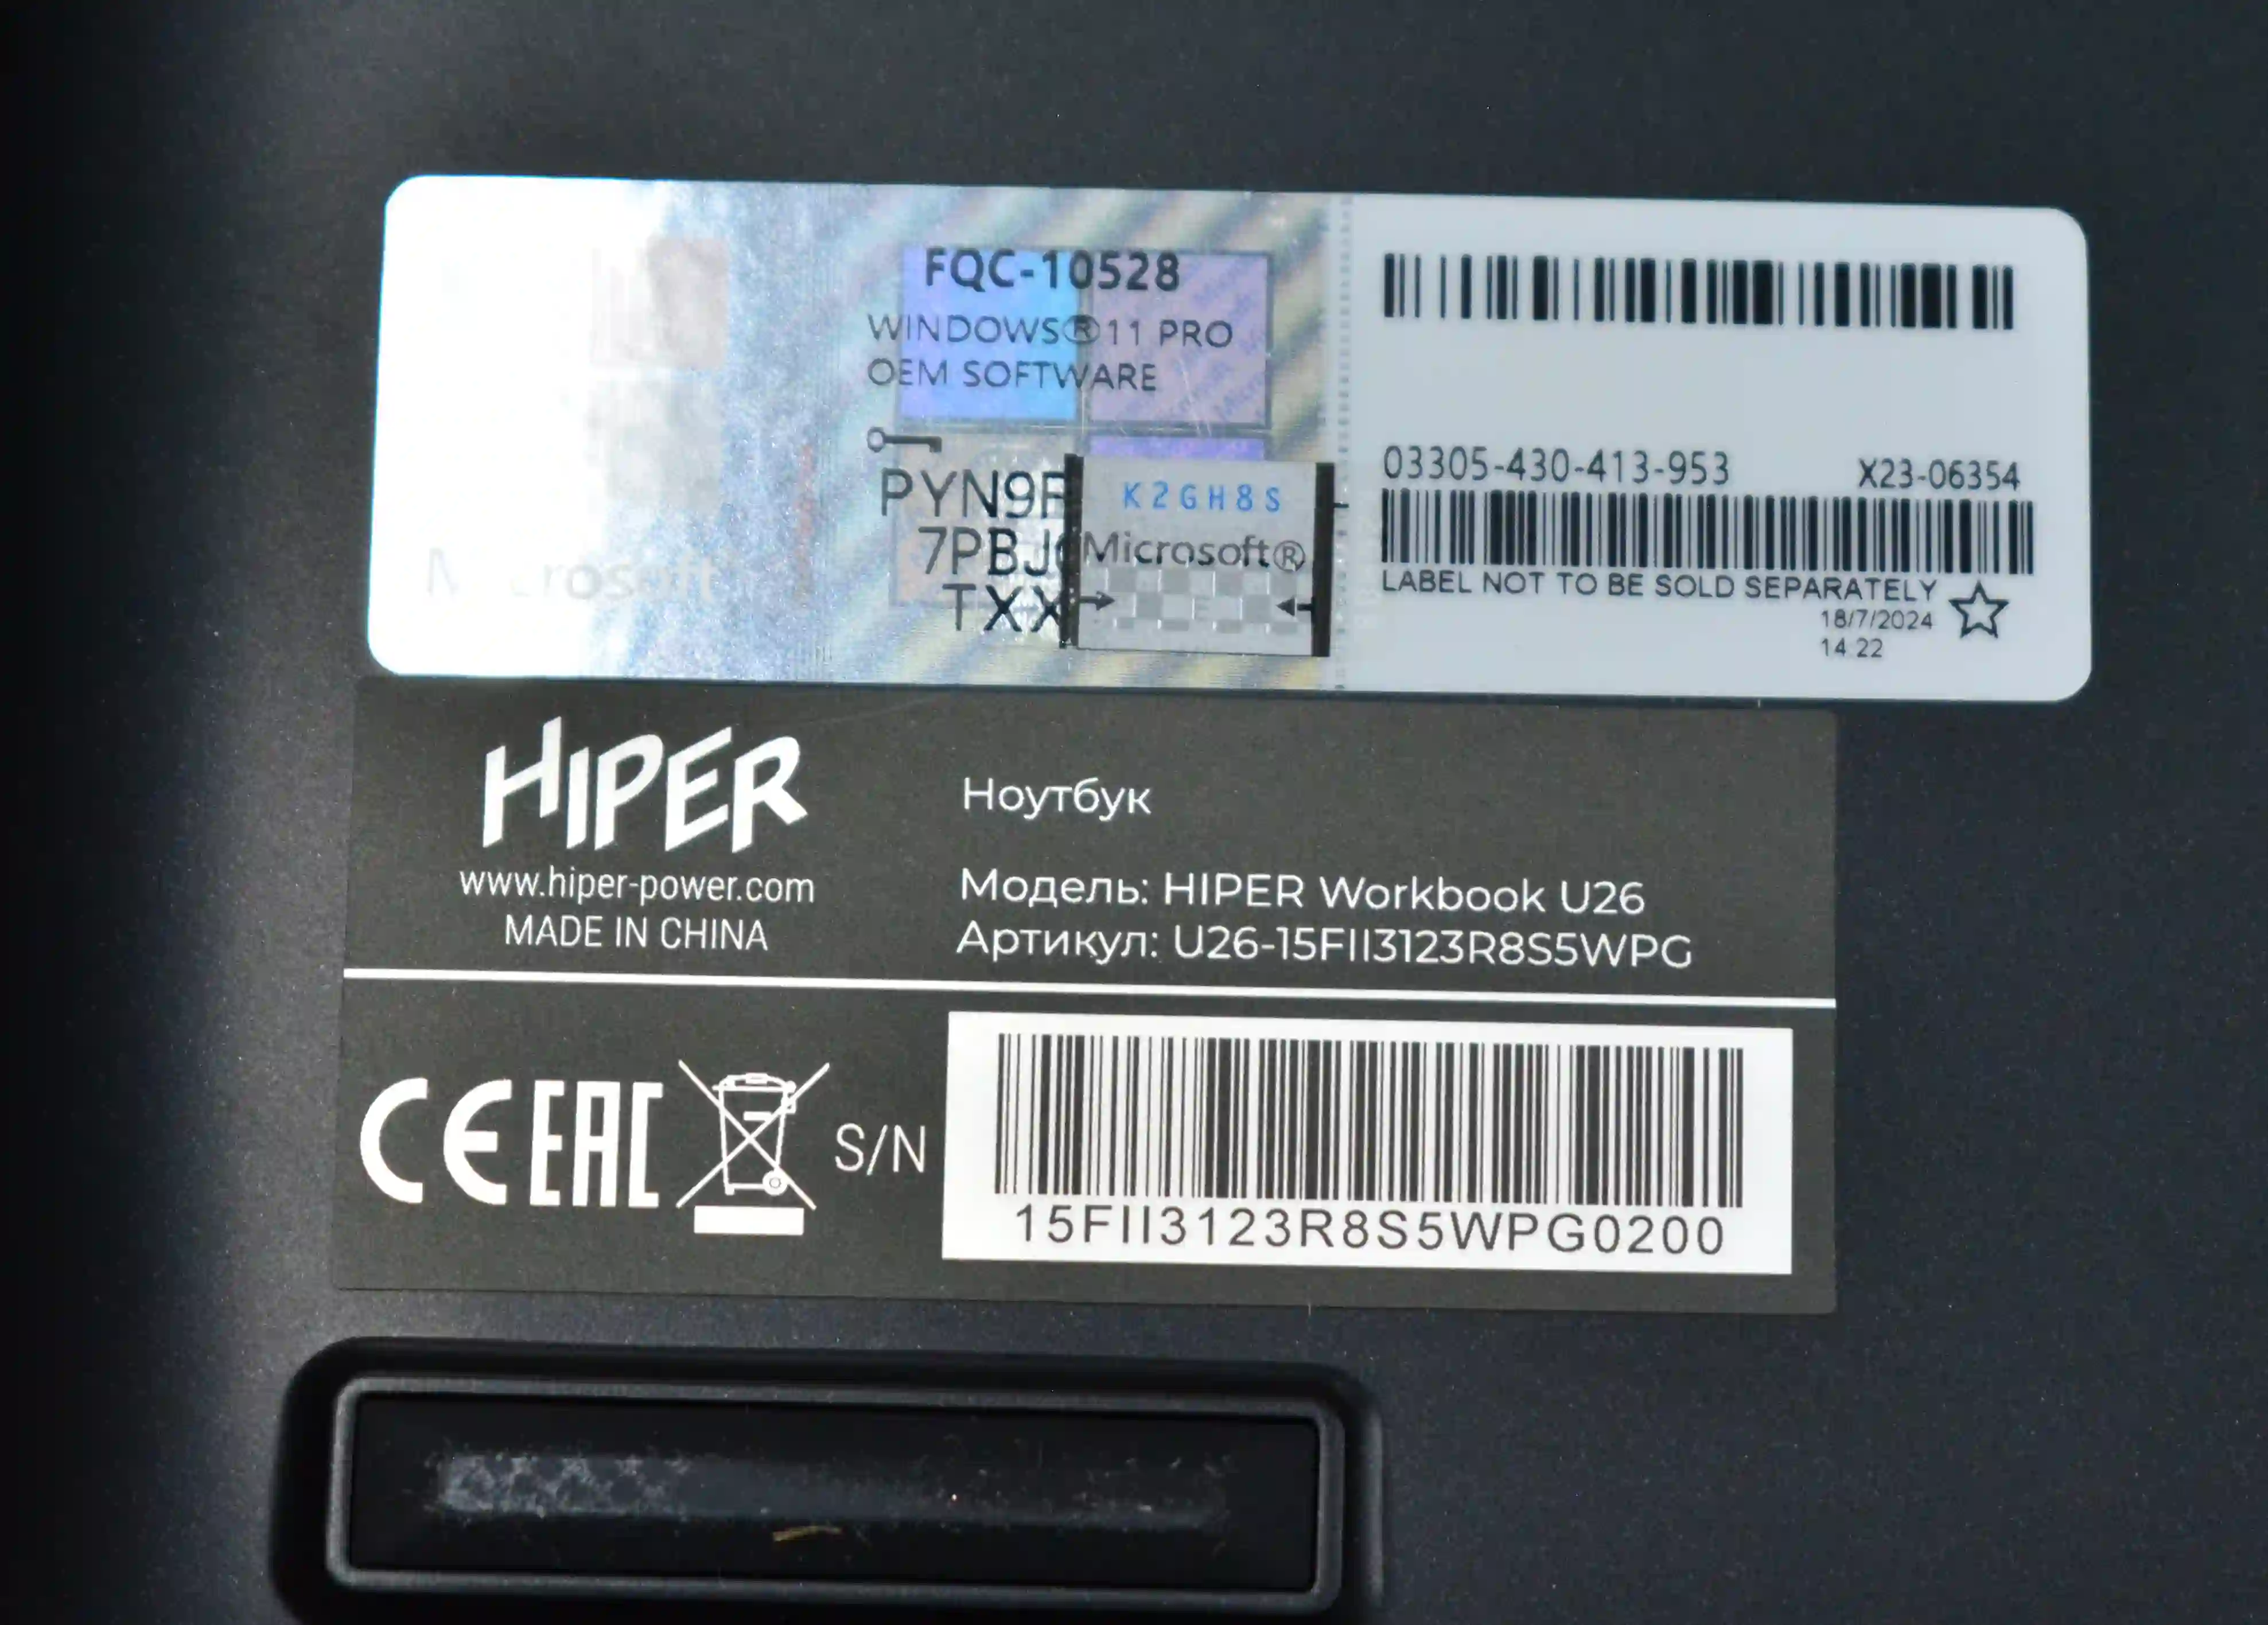 FQC-10528
WINDOWS® 11 PRO
OEM SOFTWARE
PYN9F
7PBJ
TXX
K2GH8S
Microsoft®
Microsoft
03305-430-413-953 X23-06354
LABEL NOT TO BE SOLD SEPARATELY
18/7/2024
14:22
HIPER
www.hiper-power.com
MADE IN CHINA
Ноутбук
Модель: HIPER Workbook U26
Артикул: U26-15FII3123R8S5WPG
CE EAC S/N
15FII3123R8S5WPG0200